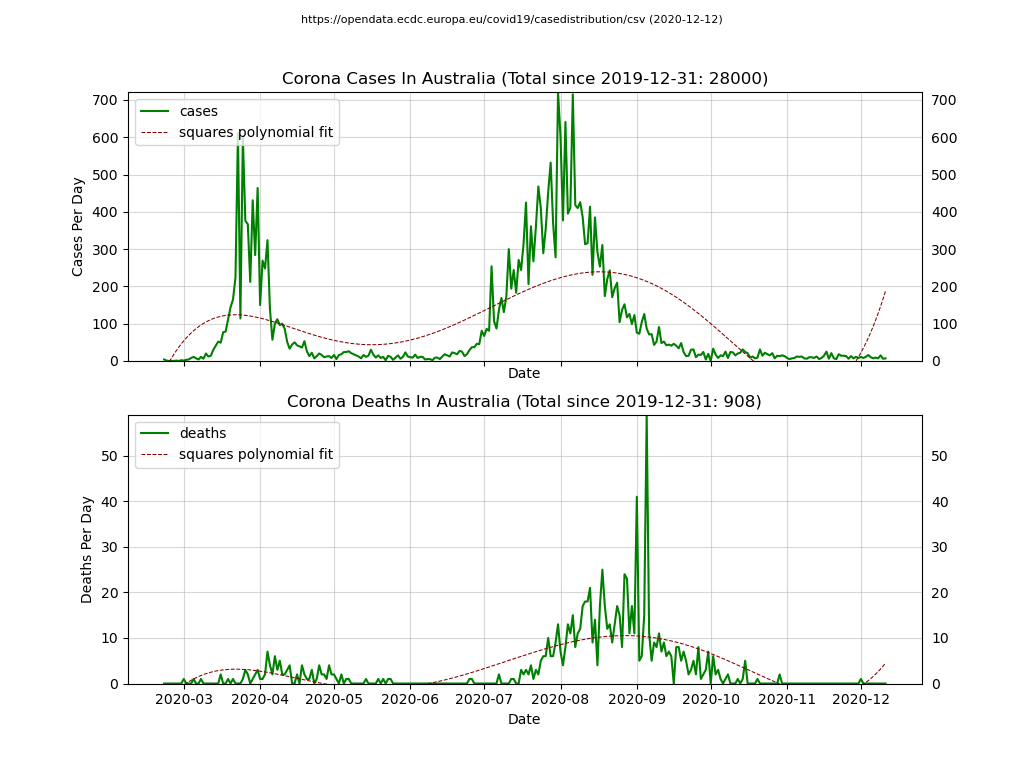 https://opendata.ecdc.europa.eu/covid19/casedistribution/csv (2020-12-12)
Corona Cases In Australia (Total since 2019-12-31: 28000)
cases
squares polynomial fit
Cases Per Day
700
600
500
400
300
200
100
0
700
600
500
400
300
200
100
0
Date
Corona Deaths In Australia (Total since 2019-12-31: 908)
deaths
squares polynomial fit
Deaths Per Day
50
40
30
20
10
0
50
40
30
20
10
0
2020-03 2020-04 2020-05 2020-06 2020-07 2020-08 2020-09 2020-10 2020-11 2020-12
Date